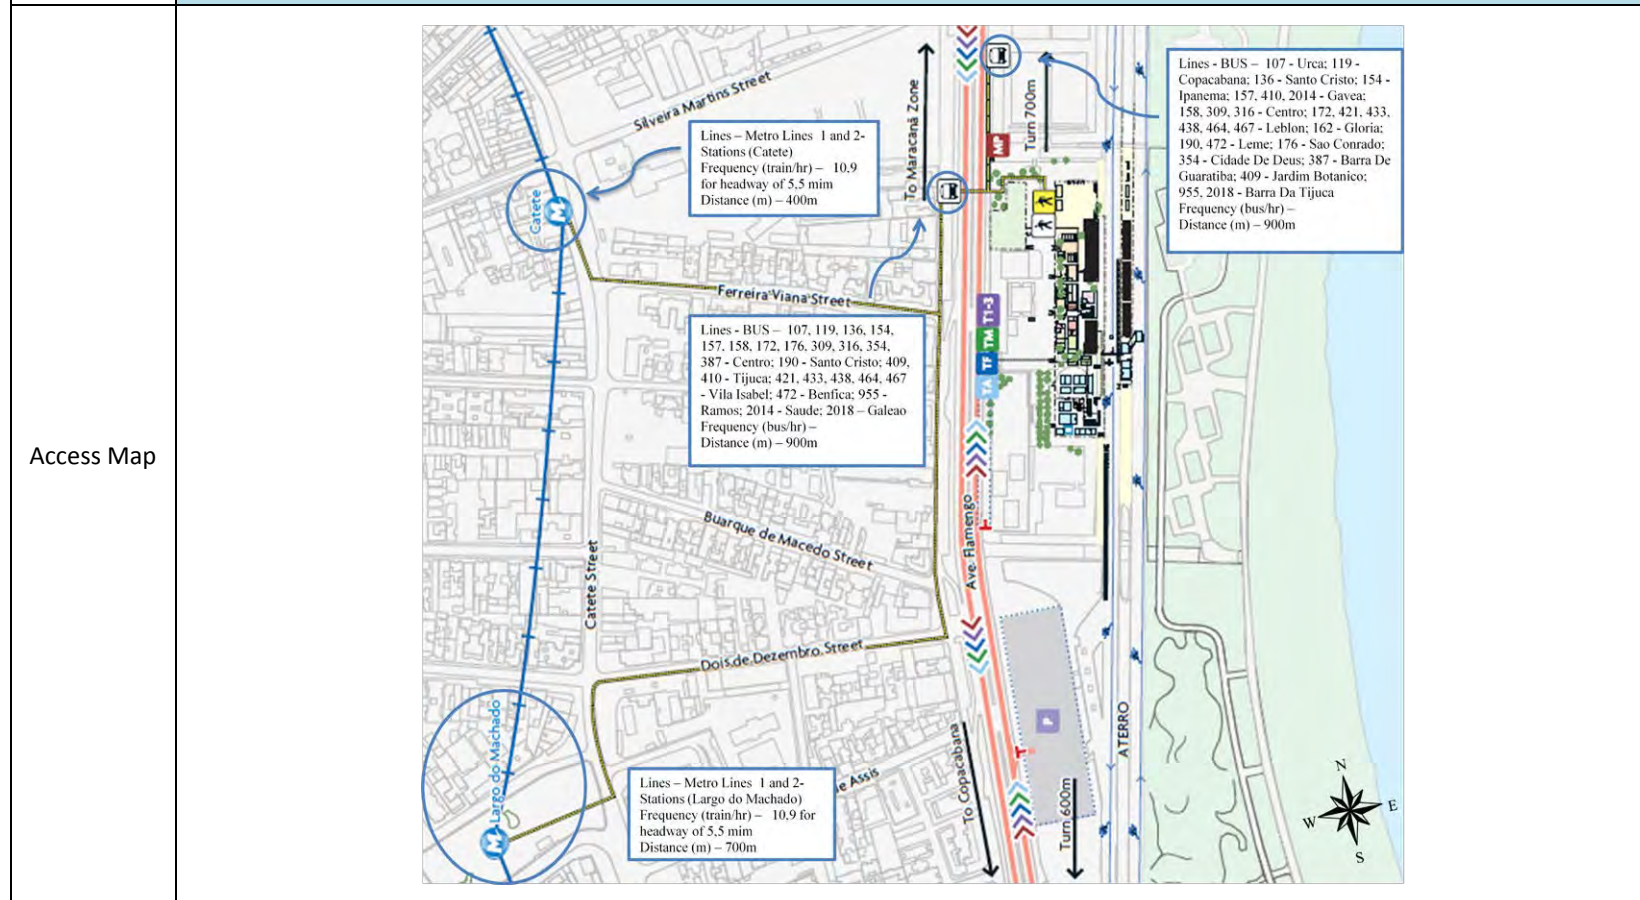 Access Map
Silveira Martins Street
To Maracanã Zone
Turn 700m
MP
Lines - BUS – 107 - Urca; 119 -
Copacabana; 136 - Santo Cristo; 154 -
Ipanema; 157, 410, 2014 - Gavea;
158, 309, 316 - Centro; 172, 421, 433,
438, 464, 467 - Leblon; 162 - Gloria;
190, 472 - Leme; 176 - Sao Conrado;
354 - Cidade De Deus; 387 - Barra De
Guaratiba; 409 - Jardim Botanico;
955, 2018 - Barra Da Tijuca
Frequency (bus/hr) –
Distance (m) – 900m
Lines – Metro Lines 1 and 2-
Stations (Catete)
Frequency (train/hr) – 10.9
for headway of 5,5 mim
Distance (m) – 400m
Catete
M
Ferreira Viana Street
T1-3
TM
TF
TA
Lines - BUS – 107, 119, 136, 154,
157, 158, 172, 176, 309, 316, 354,
387 - Centro; 190 - Santo Cristo; 409,
410 - Tijuca; 421, 433, 438, 464, 467
- Vila Isabel; 472 - Benfica; 955 -
Ramos; 2014 - Saude; 2018 – Galeao
Frequency (bus/hr) –
Distance (m) – 900m
Buarque de Macedo Street
Ave. Flamengo
T
Catete Street
Dois de Dezembro Street
P
T
ATERRO
Largo do Machado
M
Lines – Metro Lines 1 and 2-
Stations (Largo do Machado)
Frequency (train/hr) – 10,9 for
headway of 5,5 mim
Distance (m) – 700m
de Assis
To Copacabana
Turn 600m
N
E
W
S